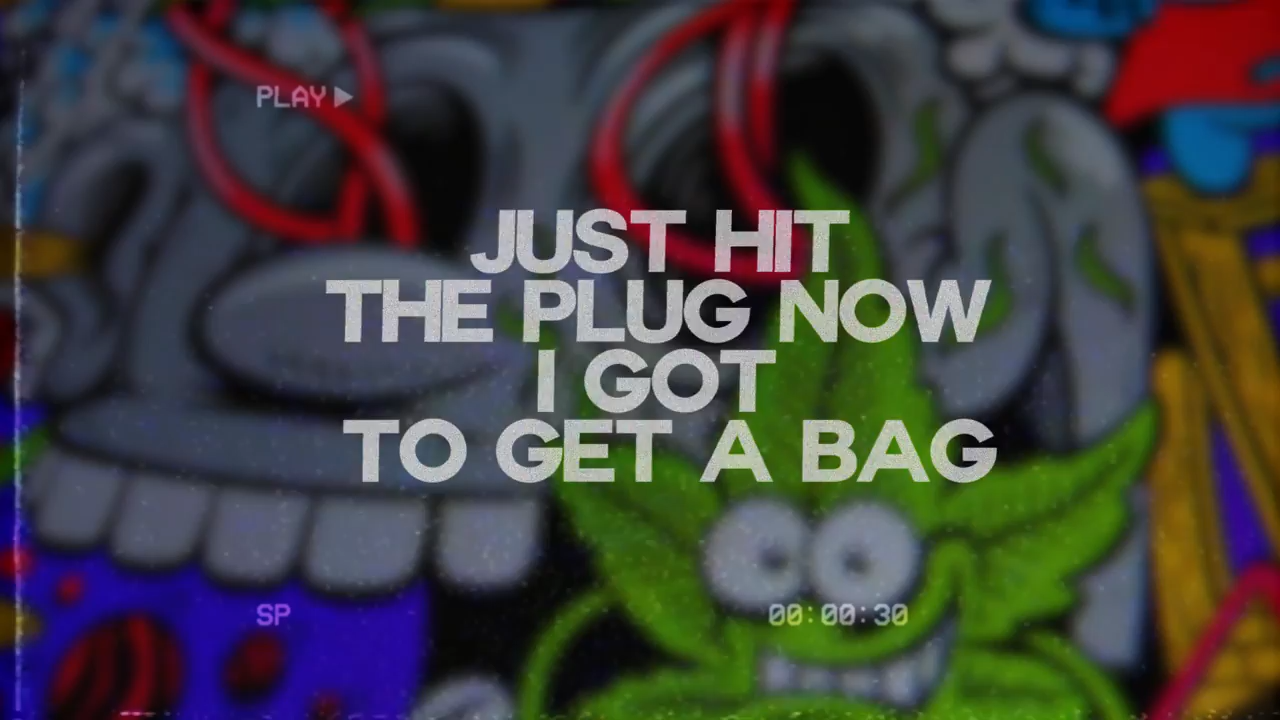 PLAY
JUST HIT
THE PLUG NOW
I GOT
TO GET A BAG
SP
00:00:30